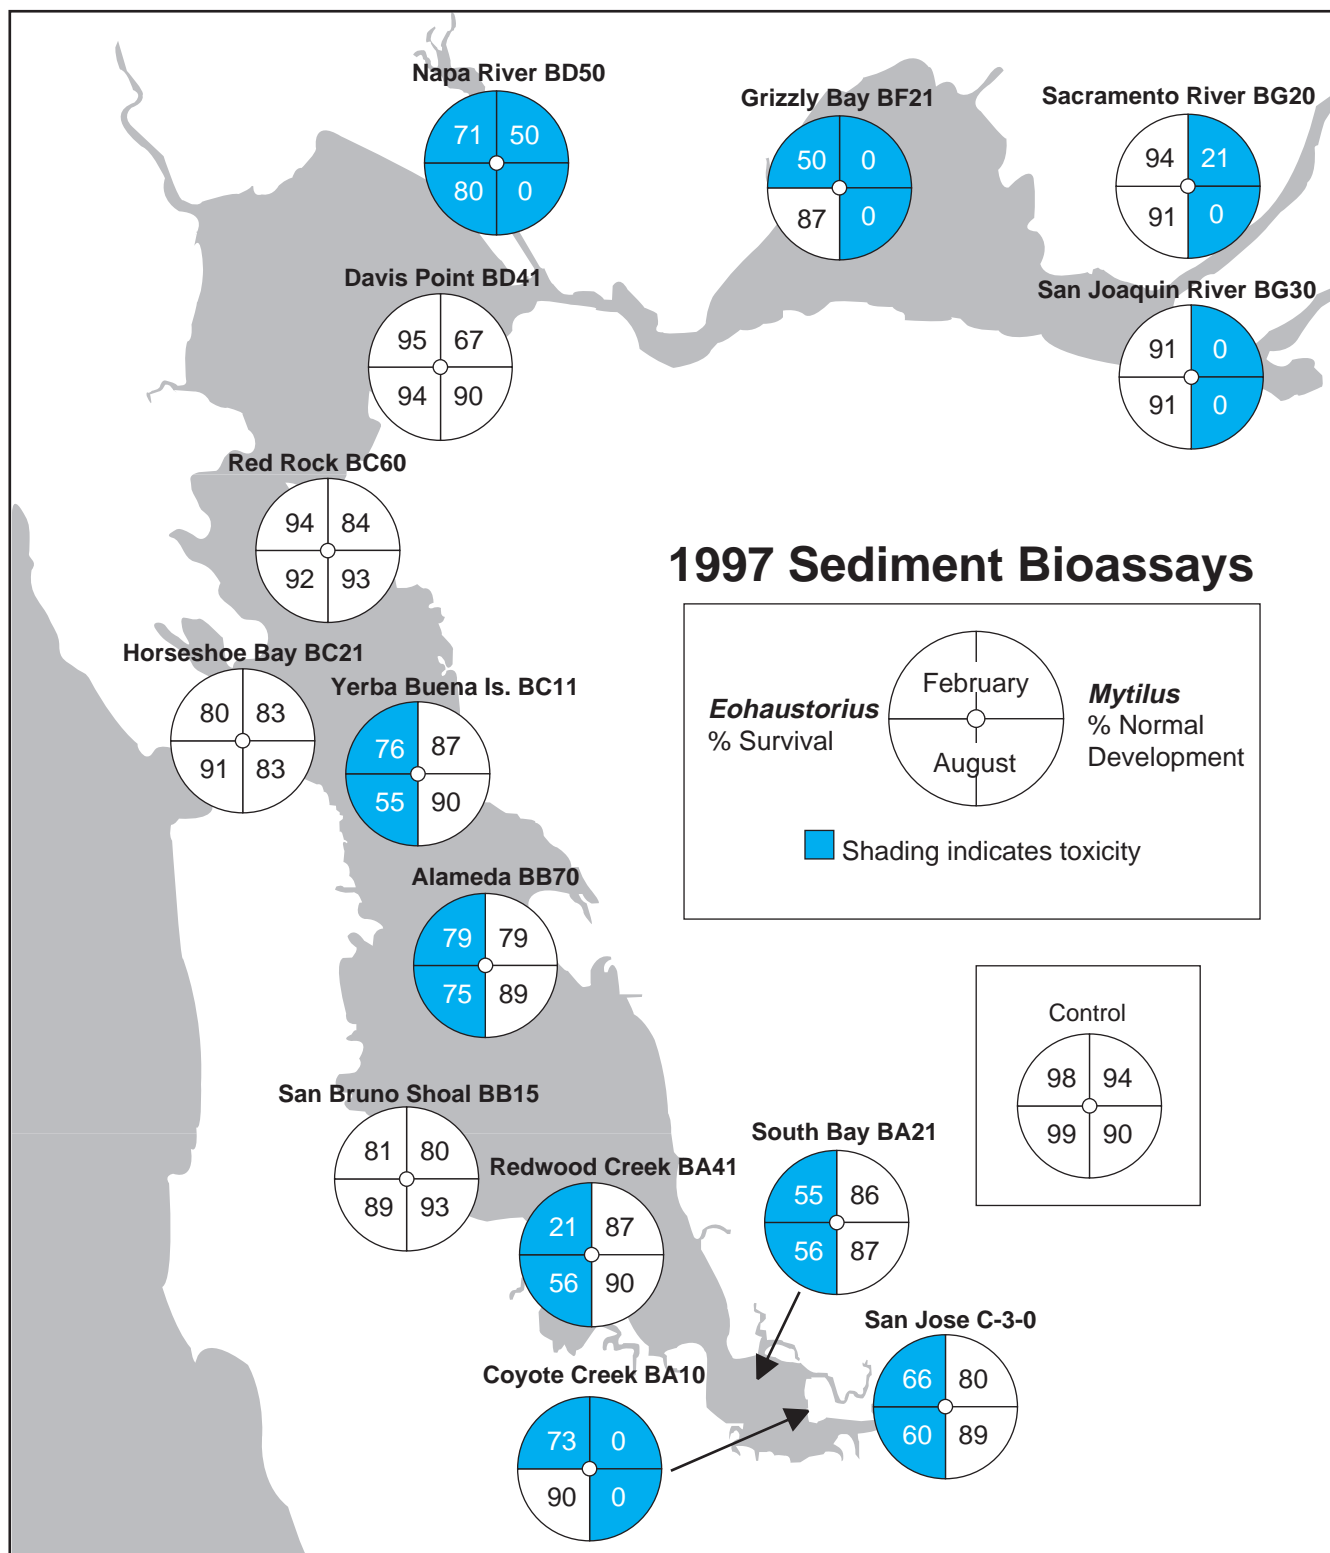 Napa River BD50
71 50
80 0
Grizzly Bay BF21
50 0
87 0
Sacramento River BG20
94 21
91 0
Davis Point BD41
95 67
94 90
San Joaquin River BG30
91 0
91 0
Red Rock BC60
94 84
92 93
1997 Sediment Bioassays
Eohaustorius
% Survival
February
August
Mytilus
% Normal
Development
Shading indicates toxicity
Horseshoe Bay BC21
80 83
91 83
Yerba Buena Is. BC11
76 87
55 90
Alameda BB70
79 79
75 89
Control
98 94
99 90
San Bruno Shoal BB15
81 80
89 93
Redwood Creek BA41
21 87
56 90
South Bay BA21
55 86
56 87
San Jose C-3-0
66 80
60 89
Coyote Creek BA10
73 0
90 0